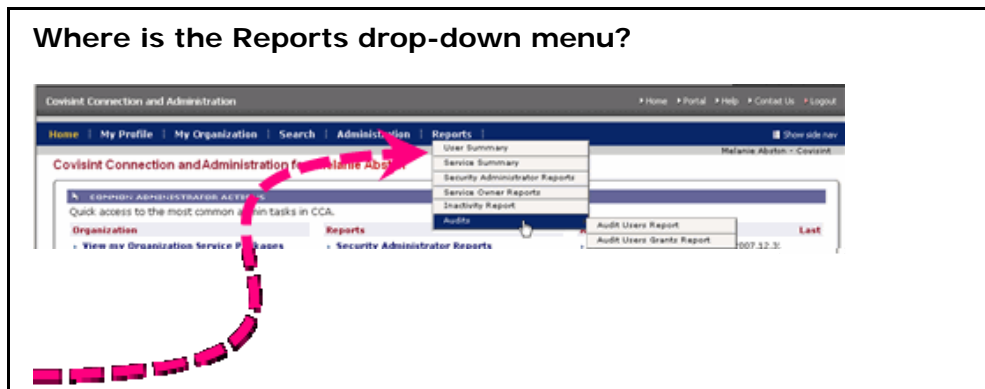 Where is the Reports drop-down menu?
Covisint Connection and Administration
Home Portal Help Contact Us Logout
Home | My Profile | My Organization | Search | Administration | Reports |
Show side nav
Melanie Abston - Covisint
Covisint Connection and Administration
User Summary
Service Summary
Security Administrator Reports
Service Owner Reports
Inactivity Report
Audits
Audit Users Report
Audit Users Grants Report
COMMON ADMINISTRATOR ACTIONS
Quick access to the most common admin tasks in CCA.
Organization
Reports
Last
View my Organization Service Packages
Security Administrator Reports